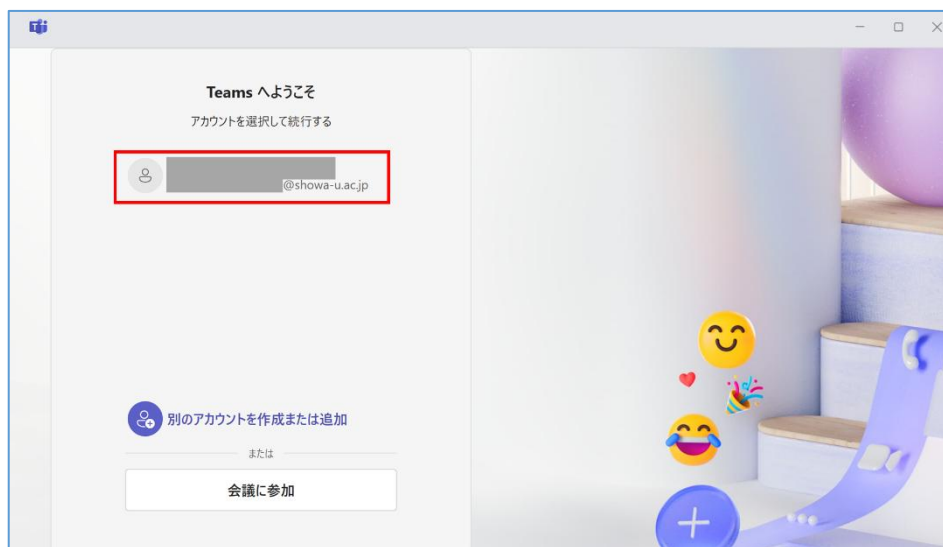 Teams へようこそ
アカウントを選択して続行する
@showa-u.ac.jp
別のアカウントを作成または追加
または
会議に参加